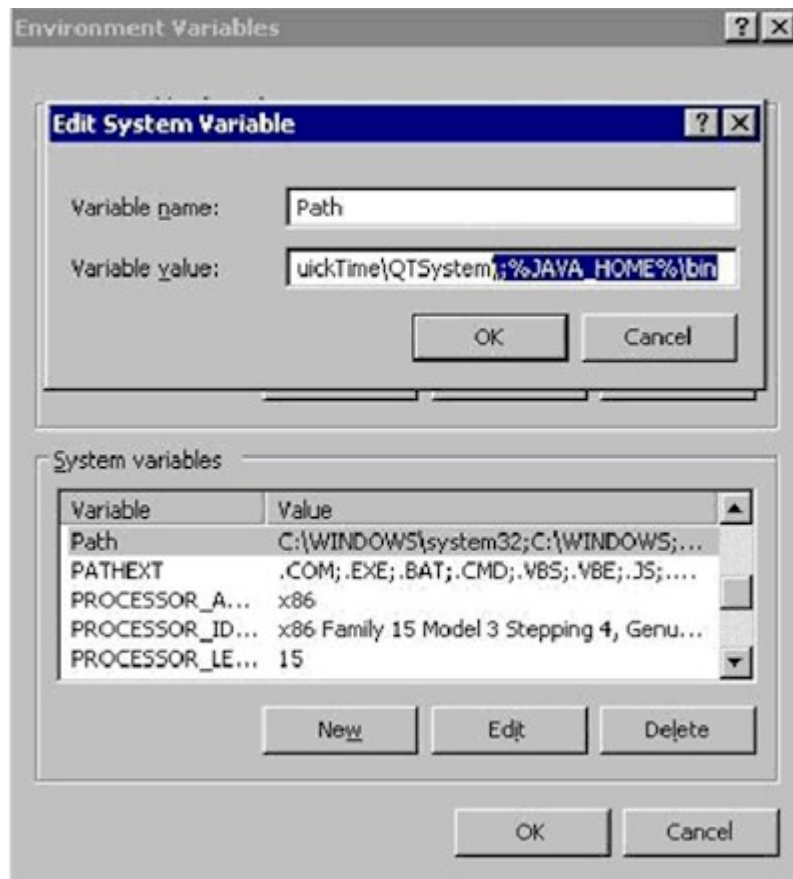 Environment Variables
Edit System Variable
Variable name: Path
Variable value: uickTime\QTSystem\;%JAVA_HOME%\bin
OK Cancel
System variables
Variable Value
Path C:\WINDOWS\system32;C:\WINDOWS;...
PATHEXT .COM;.EXE;.BAT;.CMD;.VBS;.VBE;.JS;....
PROCESSOR_A... x86
PROCESSOR_ID... x86 Family 15 Model 3 Stepping 4, Genu...
PROCESSOR_LE... 15
New Edit Delete
OK Cancel